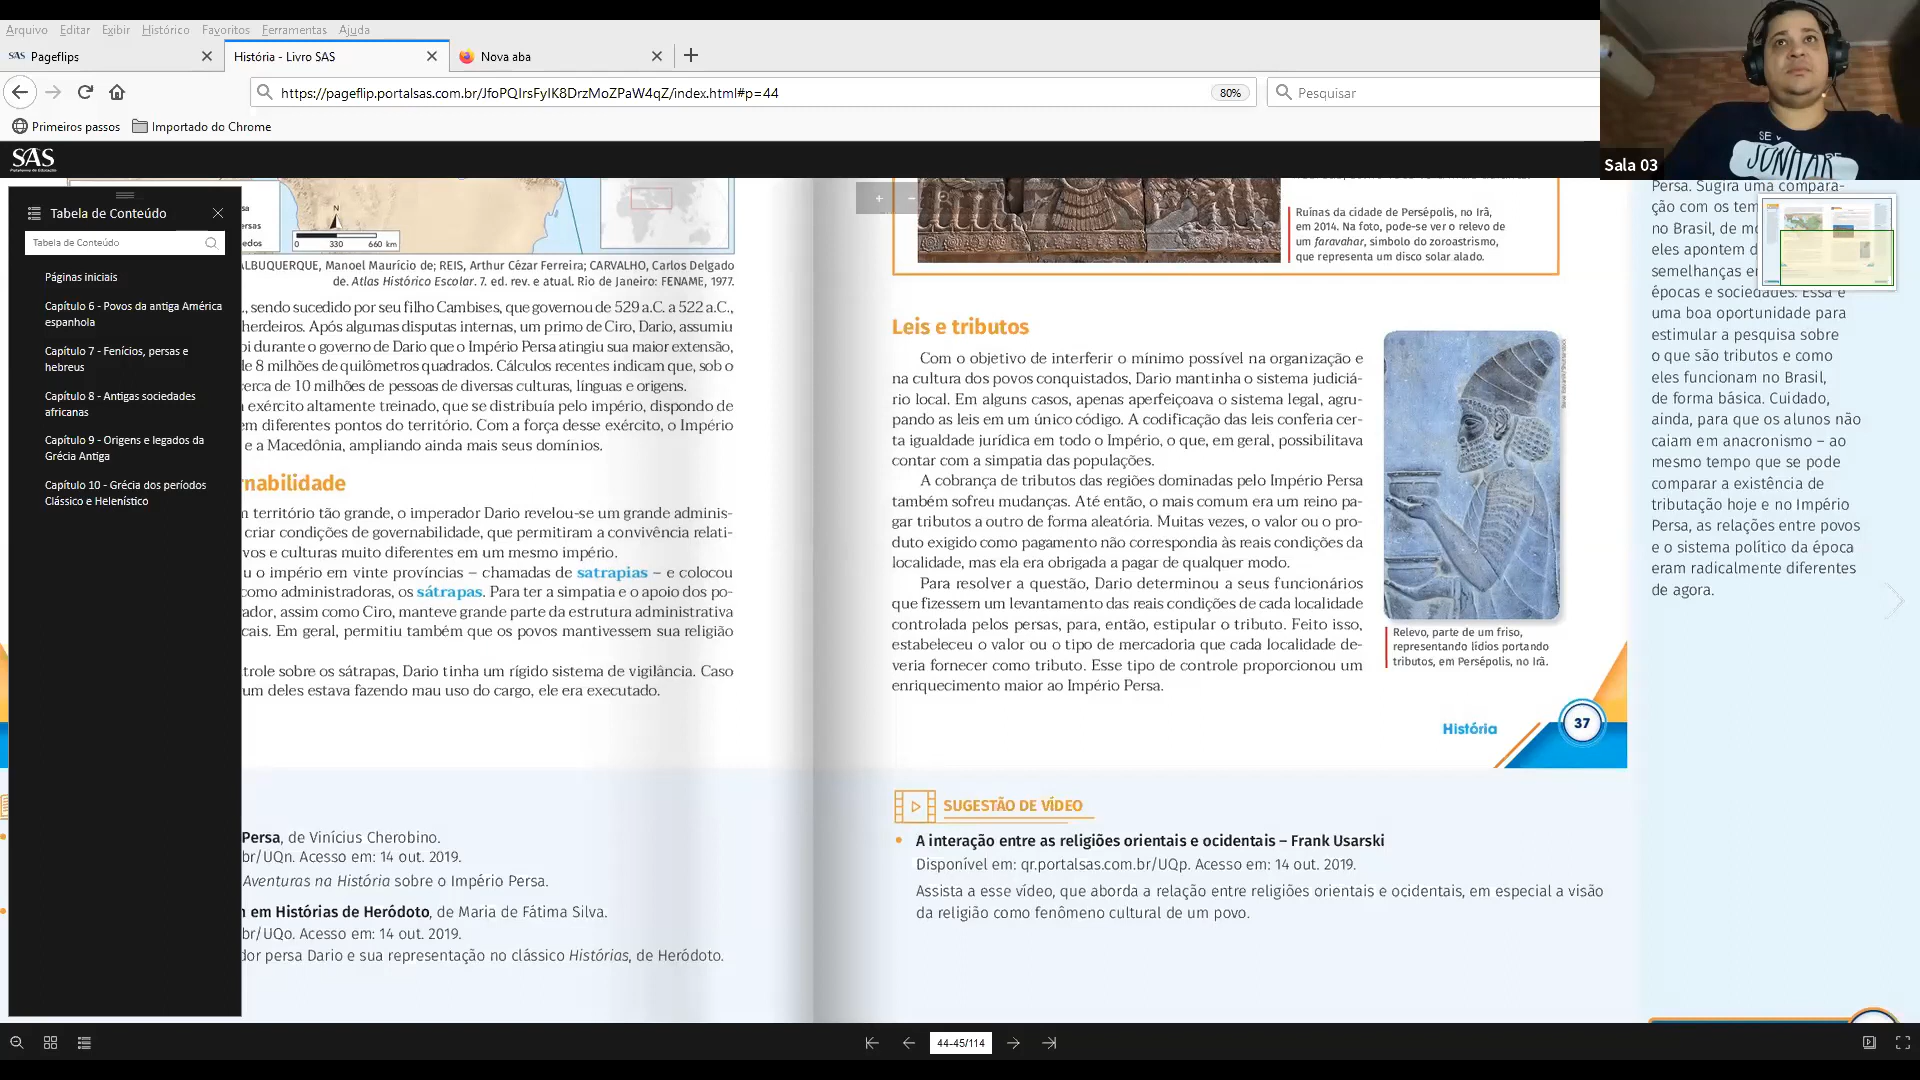 Arquivo Editar Exibir Histórico Favoritos Ferramentas Ajuda
SAS Pageflips
História - Livro SAS
Nova aba
https://pageflip.portalsas.com.br/JfoPQIrsFyIK8DrzMoZPaW4qZ/index.html#p=44
80%
Pesquisar
Primeiros passos
Importado do Chrome
SAS
Plataforma de Educação
Sala 03
SE
SONHAR
Tabela de Conteúdo
Tabela de Conteúdo
Páginas iniciais
Capítulo 6 - Povos da antiga América
espanhola
Capítulo 7 - Fenícios, persas e
hebreus
Capítulo 8 - Antigas sociedades
africanas
Capítulo 9 - Origens e legados da
Grécia Antiga
Capítulo 10 - Grécia dos períodos
Clássico e Helenístico
N
0 330 660 km
ALBUQUERQUE, Manoel Maurício de; REIS, Arthur Cézar Ferreira; CARVALHO, Carlos Delgado
de. Atlas Histórico Escolar. 7. ed. rev. e atual. Rio de Janeiro: FENAME, 1977.
, sendo sucedido por seu filho Cambises, que governou de 529 a.C. a 522 a.C.,
herdeiros. Após algumas disputas internas, um primo de Ciro, Dario, assumiu
oi durante o governo de Dario que o Império Persa atingiu sua maior extensão,
de 8 milhões de quilômetros quadrados. Cálculos recentes indicam que, sob o
cerca de 10 milhões de pessoas de diversas culturas, línguas e origens.
exército altamente treinado, que se distribuía pelo império, dispondo de
em diferentes pontos do território. Com a força desse exército, o Império
e a Macedônia, ampliando ainda mais seus domínios.
rnabilidade
território tão grande, o imperador Dario revelou-se um grande adminis-
criar condições de governabilidade, que permitiram a convivência relati-
vos e culturas muito diferentes em um mesmo império.
u o império em vinte províncias – chamadas de satrapias – e colocou
como administradoras, os sátrapas. Para ter a simpatia e o apoio dos po-
rador, assim como Ciro, manteve grande parte da estrutura administrativa
cais. Em geral, permitiu também que os povos mantivessem sua religião
trole sobre os sátrapas, Dario tinha um rígido sistema de vigilância. Caso
um deles estava fazendo mau uso do cargo, ele era executado.
Persa, de Vinícius Cherobino.
br/UQn. Acesso em: 14 out. 2019.
Aventuras na História sobre o Império Persa.
em Histórias de Heródoto, de Maria de Fátima Silva.
br/UQo. Acesso em: 14 out. 2019.
dor persa Dario e sua representação no clássico Histórias, de Heródoto.
Ruínas da cidade de Persépolis, no Irã,
em 2014. Na foto, pode-se ver o relevo de
um faravahar, símbolo do zoroastrismo,
que representa um disco solar alado.
Leis e tributos
Com o objetivo de interferir o mínimo possível na organização e
na cultura dos povos conquistados, Dario mantinha o sistema judiciá-
rio local. Em alguns casos, apenas aperfeiçoava o sistema legal, agru-
pando as leis em um único código. A codificação das leis conferia cer-
ta igualdade jurídica em todo o Império, o que, em geral, possibilitava
contar com a simpatia das populações.
A cobrança de tributos das regiões dominadas pelo Império Persa
também sofreu mudanças. Até então, o mais comum era um reino pa-
gar tributos a outro de forma aleatória. Muitas vezes, o valor ou o pro-
duto exigido como pagamento não correspondia às reais condições da
localidade, mas ela era obrigada a pagar de qualquer modo.
Para resolver a questão, Dario determinou a seus funcionários
que fizessem um levantamento das reais condições de cada localidade
controlada pelos persas, para, então, estipular o tributo. Feito isso,
estabeleceu o valor ou o tipo de mercadoria que cada localidade de-
veria fornecer como tributo. Esse tipo de controle proporcionou um
enriquecimento maior ao Império Persa.
Relevo, parte de um friso,
representando lídios portando
tributos, em Persépolis, no Irã.
História
37
SUGESTÃO DE VÍDEO
• A interação entre as religiões orientais e ocidentais – Frank Usarski
Disponível em: qr.portalsas.com.br/UQp. Acesso em: 14 out. 2019.
Assista a esse vídeo, que aborda a relação entre religiões orientais e ocidentais, em especial a visão
da religião como fenômeno cultural de um povo.
Persa. Sugira uma compara-
ção com os tem
no Brasil, de mo
eles apontem d
semelhanças e
épocas e sociedades. Essa é
uma boa oportunidade para
estimular a pesquisa sobre
o que são tributos e como
eles funcionam no Brasil,
de forma básica. Cuidado,
ainda, para que os alunos não
caiam em anacronismo – ao
mesmo tempo que se pode
comparar a existência de
tributação hoje e no Império
Persa, as relações entre povos
e o sistema político da época
eram radicalmente diferentes
de agora.
44-45/114